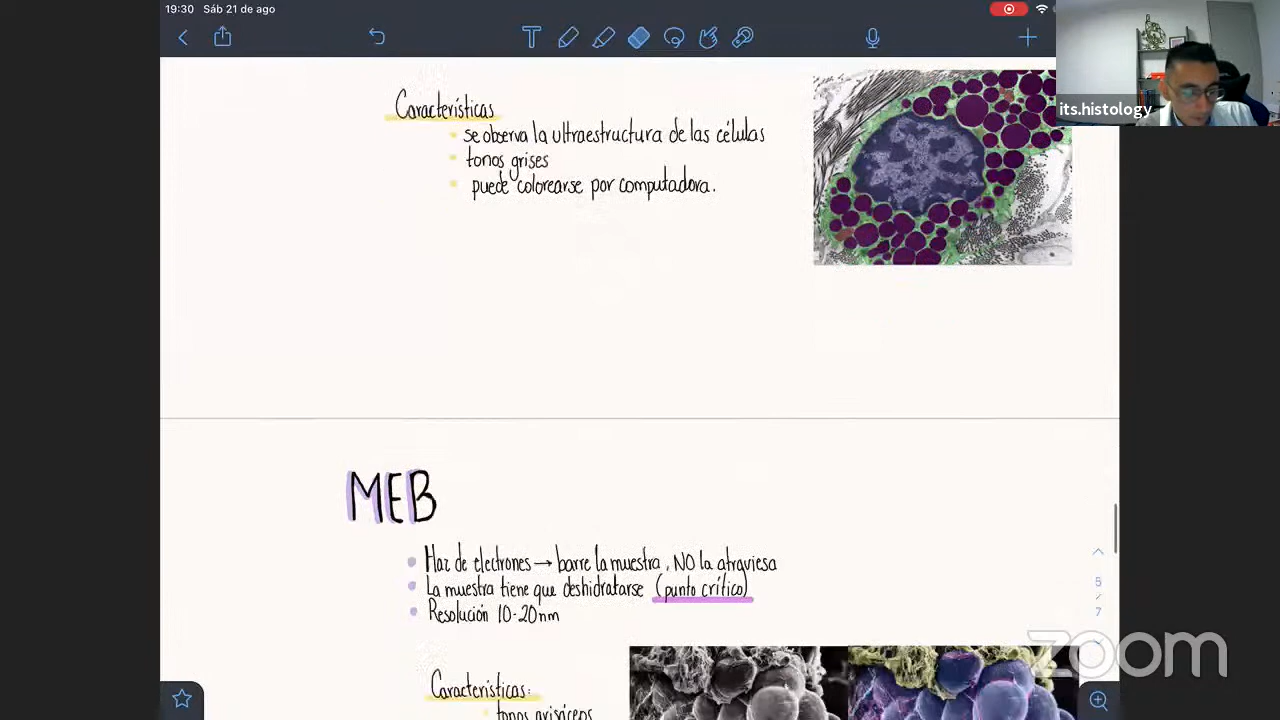 19:30 Sáb 21 de ago
its.histology
Características
se observa la ultraestructura de las células
tonos grises
puede colorearse por computadora.
MEB
Haz de electrones → barre la muestra, NO la atraviesa
La muestra tiene que deshidratarse (punto crítico)
Resolución 10-20nm
5
/
7
zoom
Características:
tonos grisáceos